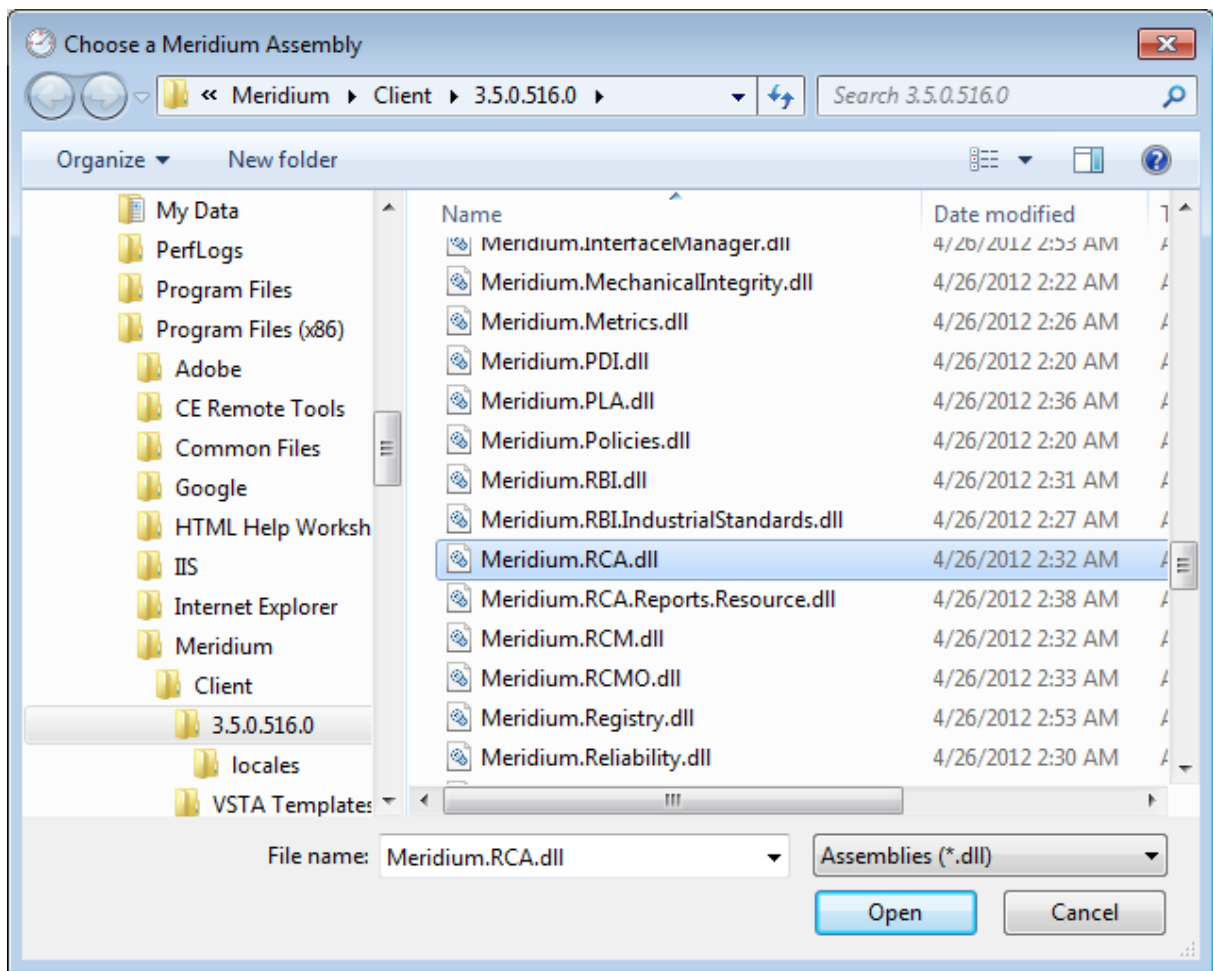 Choose a Meridium Assembly
« Meridium Client 3.5.0.516.0 Search 3.5.0.516.0
Organize New folder
My Data
PerfLogs
Program Files
Program Files (x86)
Adobe
CE Remote Tools
Common Files
Google
HTML Help Worksh
IIS
Internet Explorer
Meridium
Client
3.5.0.516.0
locales
VSTA Templates
Name Date modified
Meridium.InterfaceManager.dll 4/26/2012 2:53 AM
Meridium.MechanicalIntegrity.dll 4/26/2012 2:22 AM
Meridium.Metrics.dll 4/26/2012 2:26 AM
Meridium.PDI.dll 4/26/2012 2:20 AM
Meridium.PLA.dll 4/26/2012 2:36 AM
Meridium.Policies.dll 4/26/2012 2:20 AM
Meridium.RBI.dll 4/26/2012 2:31 AM
Meridium.RBI.IndustrialStandards.dll 4/26/2012 2:27 AM
Meridium.RCA.dll 4/26/2012 2:32 AM
Meridium.RCA.Reports.Resource.dll 4/26/2012 2:38 AM
Meridium.RCM.dll 4/26/2012 2:32 AM
Meridium.RCMO.dll 4/26/2012 2:33 AM
Meridium.Registry.dll 4/26/2012 2:53 AM
Meridium.Reliability.dll 4/26/2012 2:30 AM
File name: Meridium.RCA.dll Assemblies (*.dll)
Open Cancel